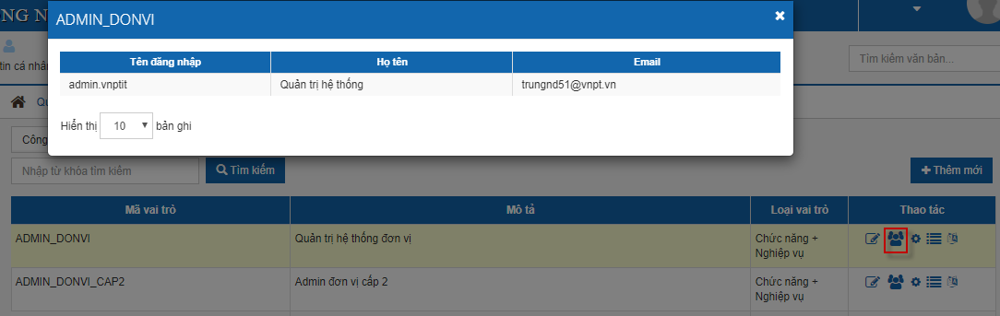 NG N
ADMIN_DONVI
Tên đăng nhập Họ tên Email
admin.vnptit Quản trị hệ thống trungnd51@vnpt.vn
Hiển thị 10 bản ghi
tin cá nhân
Tìm kiếm văn bản...
Qu
Công
Nhập từ khóa tìm kiếm Tìm kiếm Thêm mới
Mã vai trò Mô tả Loại vai trò Thao tác
ADMIN_DONVI Quản trị hệ thống đơn vị Chức năng +
Nghiệp vụ
ADMIN_DONVI_CAP2 Admin đơn vị cấp 2 Chức năng +
Nghiệp vụ